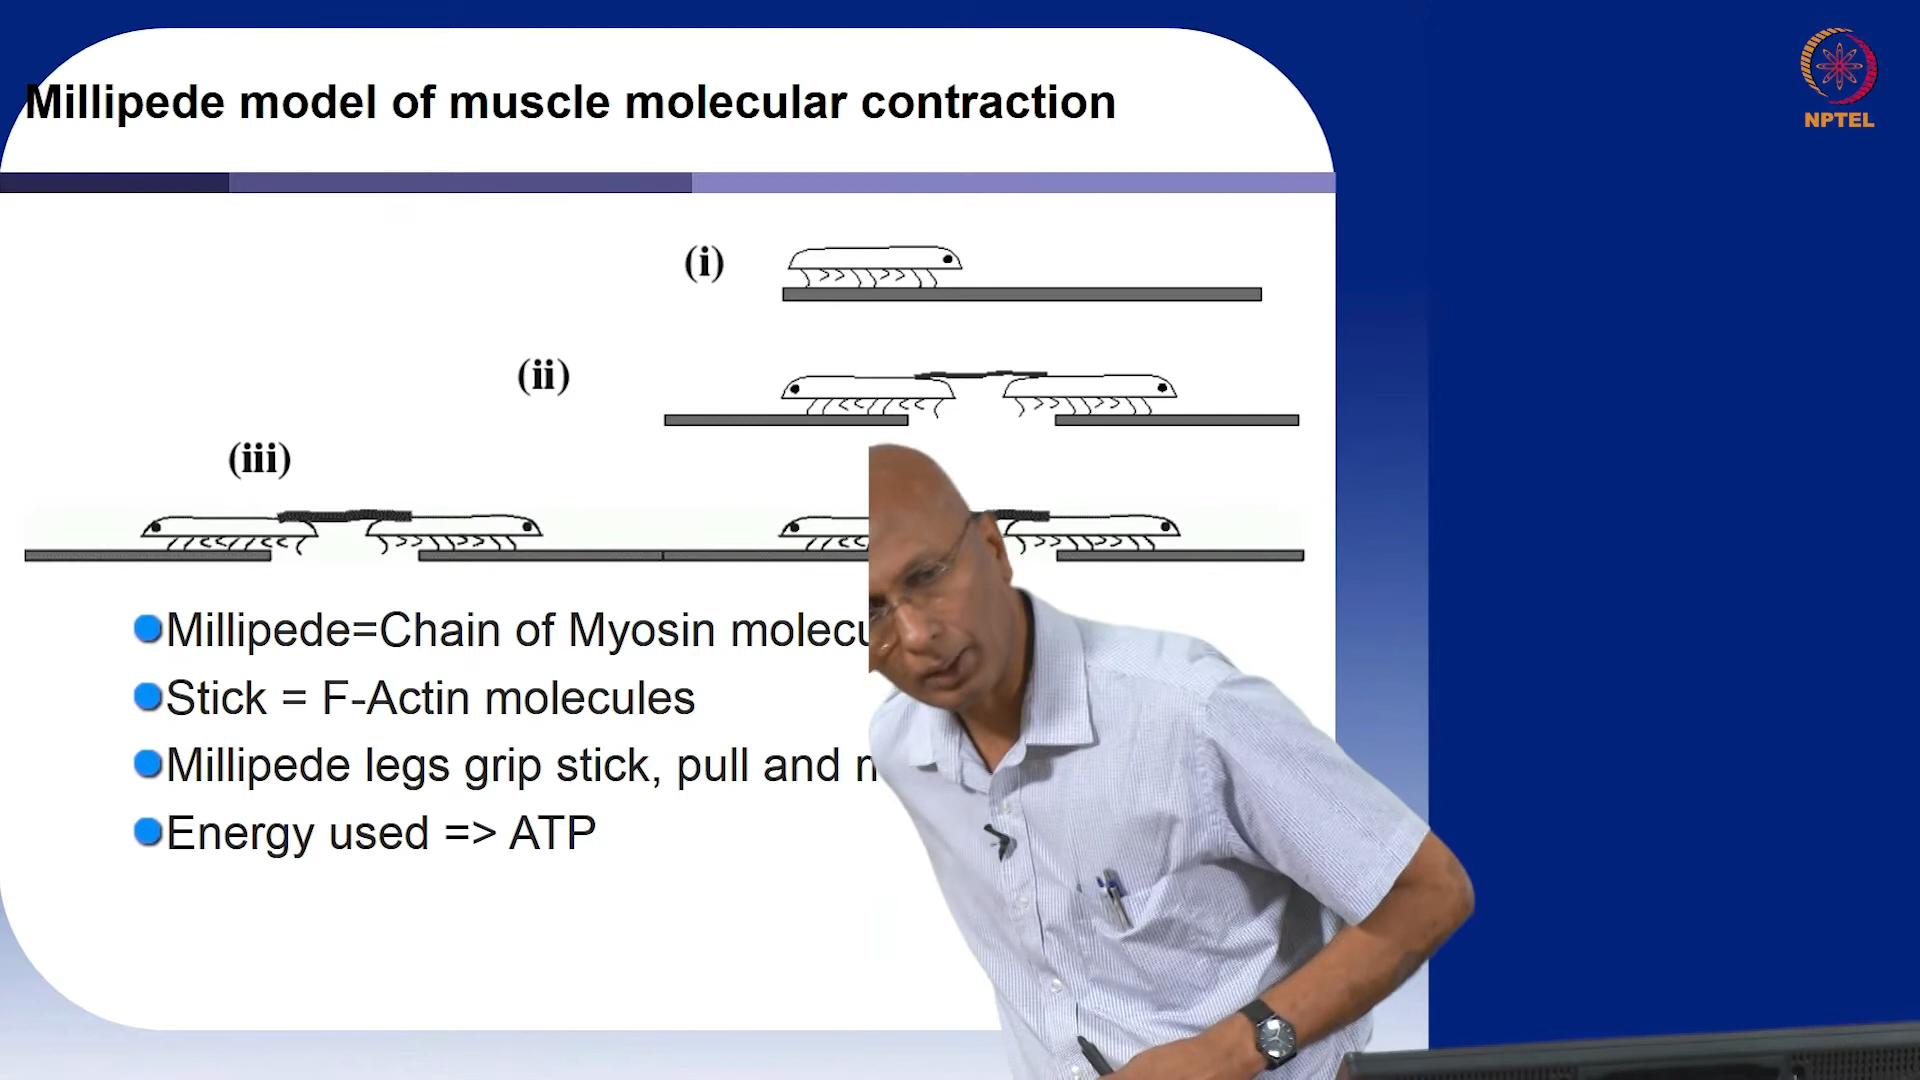 Millipede model of muscle molecular contraction
NPTEL
(i)
(ii)
(iii)
Millipede=Chain of Myosin
Stick = F-Actin molecules
Millipede legs grip stick, pull and
Energy used => ATP